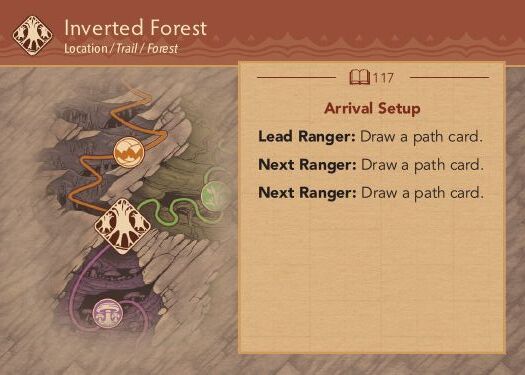 Inverted Forest
Location / Trail / Forest
117
Arrival Setup
Lead Ranger: Draw a path card.
Next Ranger: Draw a path card.
Next Ranger: Draw a path card.